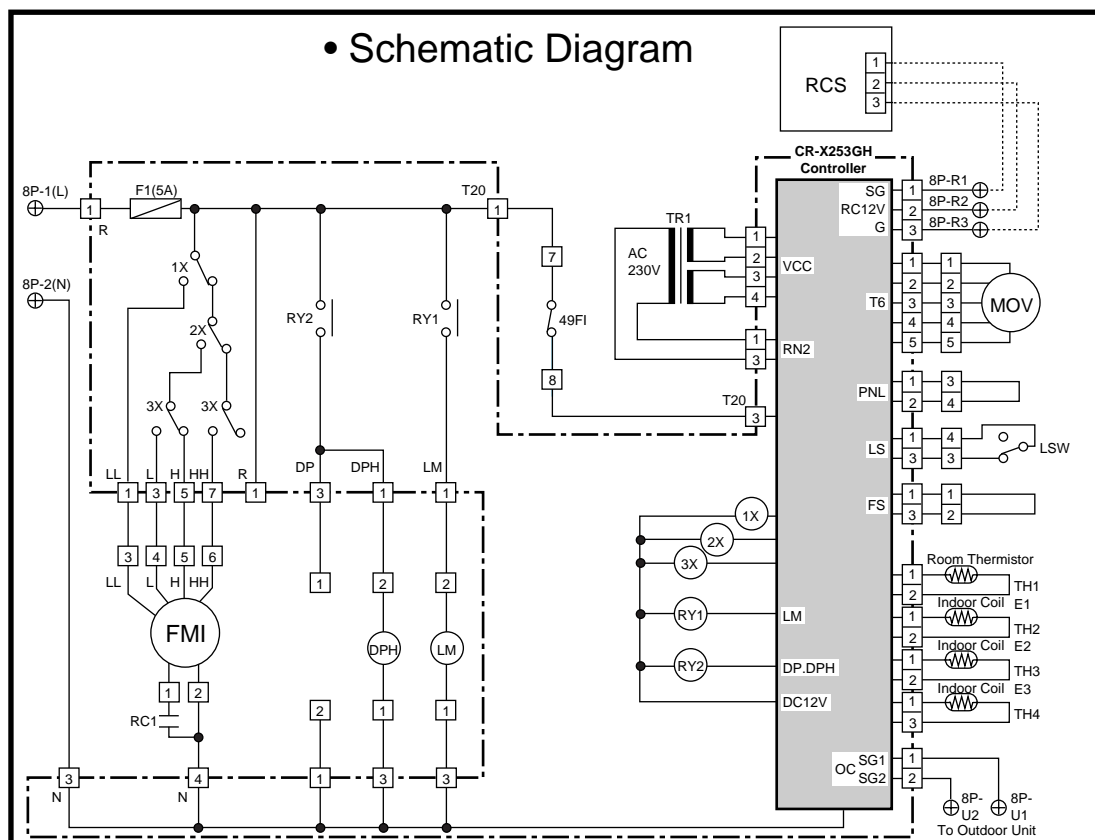 • Schematic Diagram
RCS
1
2
3
CR-X253GH
Controller
8P-1(L)
1
R
F1(5A)
T20
1
SG
RC12V
G
1
2
3
8P-R1
8P-R2
8P-R3
TR1
AC
230V
1
2
3
4
VCC
7
1X
8P-2(N)
RY2
RY1
49FI
T6
1
2
3
4
5
1
2
3
4
5
MOV
2X
1
3
RN2
8
3X
3X
T20
3
PNL
1
2
3
4
LS
1
3
4
3
LSW
LL
L
H
HH
R
DP
DPH
LM
1
3
5
7
1
3
1
1
FS
1
3
1
2
1X
2X
3X
3
4
5
6
LL
L
H
HH
1
2
2
Room Thermistor
1
2
TH1
Indoor Coil E1
1
2
TH2
Indoor Coil E2
1
2
TH3
Indoor Coil E3
1
3
TH4
RY1
LM
FMI
DPH
LM
RY2
DP.DPH
DC12V
1
2
RC1
2
1
1
3
N
4
N
1
3
3
OC
SG1
SG2
1
2
8P-
U2
8P-
U1
To Outdoor Unit